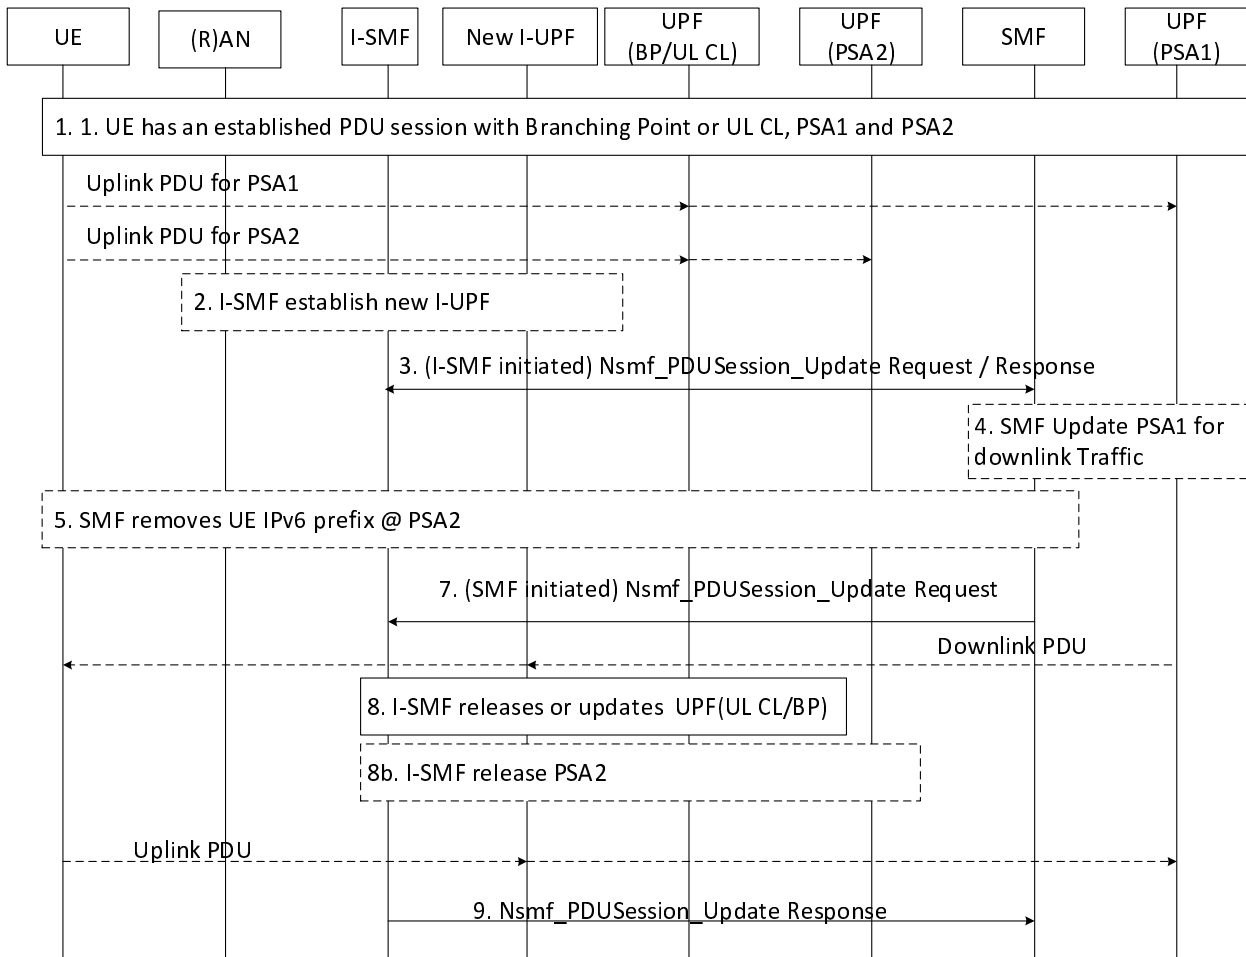 UE
(R)AN
I-SMF
New I-UPF
UPF
(BP/UL CL)
UPF
(PSA2)
SMF
UPF
(PSA1)
1. 1. UE has an established PDU session with Branching Point or UL CL, PSA1 and PSA2
Uplink PDU for PSA1
Uplink PDU for PSA2
2. I-SMF establish new I-UPF
3. (I-SMF initiated) Nsmf_PDUSession_Update Request / Response
4. SMF Update PSA1 for
downlink Traffic
5. SMF removes UE IPv6 prefix @ PSA2
7. (SMF initiated) Nsmf_PDUSession_Update Request
Downlink PDU
8. I-SMF releases or updates UPF(UL CL/BP)
8b. I-SMF release PSA2
Uplink PDU
9. Nsmf_PDUSession_Update Response